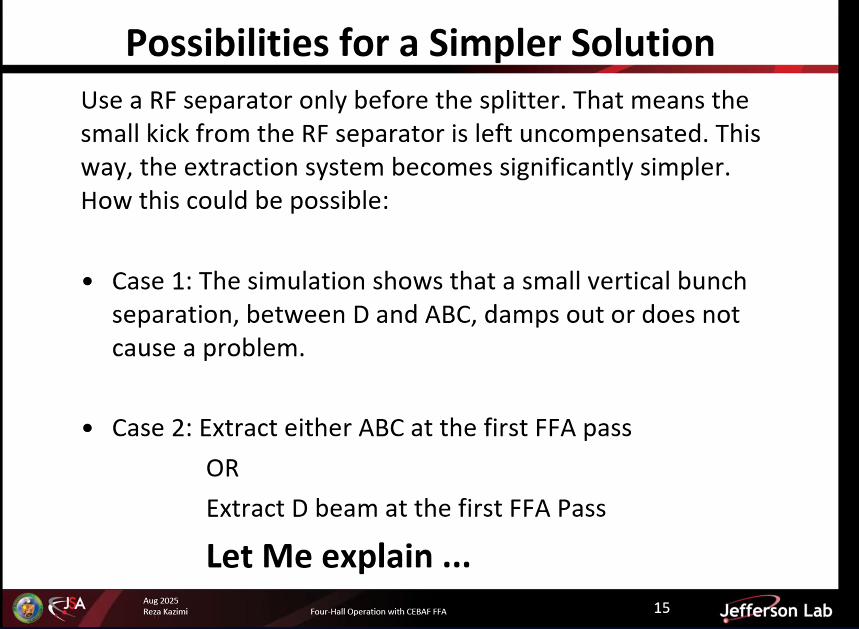 Possibilities for a Simpler Solution
Use a RF separator only before the splitter. That means the
small kick from the RF separator is left uncompensated. This
way, the extraction system becomes significantly simpler.
How this could be possible:
• Case 1: The simulation shows that a small vertical bunch
separation, between D and ABC, damps out or does not
cause a problem.
• Case 2: Extract either ABC at the first FFA pass
OR
Extract D beam at the first FFA Pass
Let Me explain ...
JSA
Aug 2025
Reza Kazimi
Four-Hall Operation with CEBAF FFA
15
Jefferson Lab